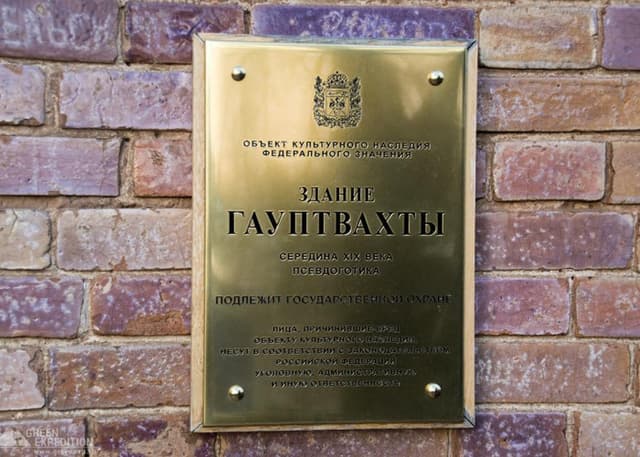 ОБЪЕКТ КУЛЬТУРНОГО НАСЛЕДИЯ
ФЕДЕРАЛЬНОГО ЗНАЧЕНИЯ
ЗДАНИЕ
ГАУПТВАХТЫ
СЕРЕДИНА XIX ВЕКА
ПСЕВДОГОТИКА
ПОДЛЕЖИТ ГОСУДАРСТВЕННОЙ ОХРАНЕ
ЛИЦА, ПРИЧИНИВШИЕ ВРЕД
ОБЪЕКТУ КУЛЬТУРНОГО НАСЛЕДИЯ,
НЕСУТ В СООТВЕТСТВИИ С ЗАКОНОДАТЕЛЬСТВОМ
РОССИЙСКОЙ ФЕДЕРАЦИИ
УГОЛОВНУЮ, АДМИНИСТРАТИВНУЮ
И ИНУЮ ОТВЕТСТВЕННОСТЬ
GREEN
EXPEDITION